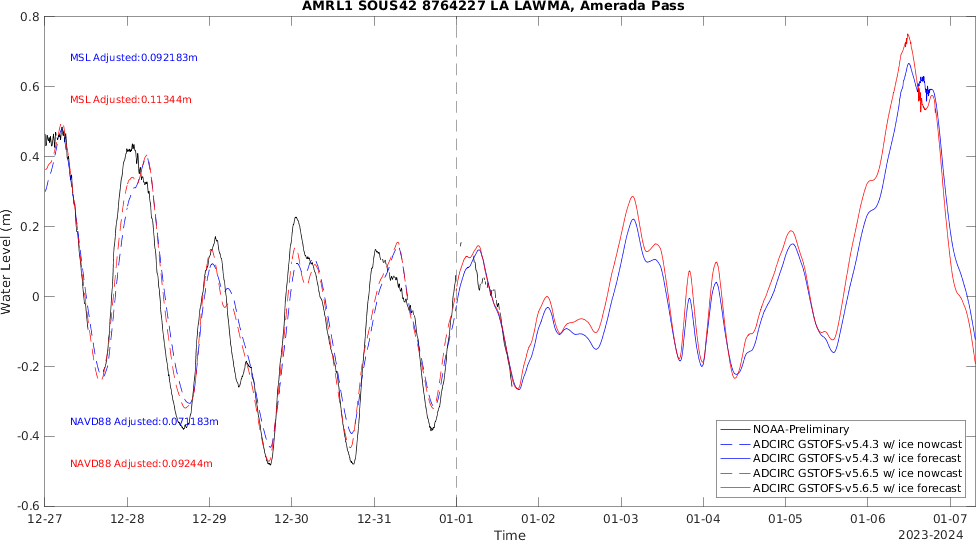 AMRL1 SOUS42 8764227 LA LAWMA, Amerada Pass
0.8
0.6
0.4
0.2
0
-0.2
-0.4
-0.6
Water Level (m)
MSL Adjusted:0.092183m
MSL Adjusted:0.11344m
NAVD88 Adjusted:0.071183m
NAVD88 Adjusted:0.09244m
NOAA-Preliminary
ADCIRC GSTOFS-v5.4.3 w/ ice nowcast
ADCIRC GSTOFS-v5.4.3 w/ ice forecast
ADCIRC GSTOFS-v5.6.5 w/ ice nowcast
ADCIRC GSTOFS-v5.6.5 w/ ice forecast
12-27 12-28 12-29 12-30 12-31 01-01 01-02 01-03 01-04 01-05 01-06 01-07
Time
2023-2024